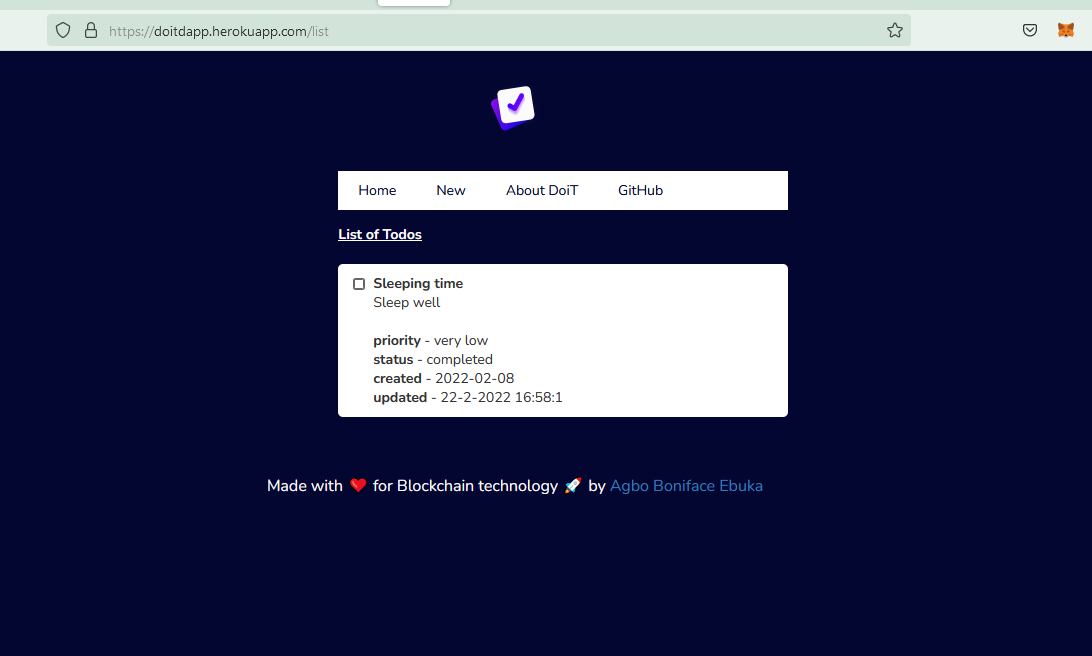 https://doitdapp.herokuapp.com/list
Home New About DoiT GitHub
List of Todos
Sleeping time
Sleep well
priority - very low
status - completed
created - 2022-02-08
updated - 22-2-2022 16:58:1
Made with ❤️ for Blockchain technology 🚀 by Agbo Boniface Ebuka